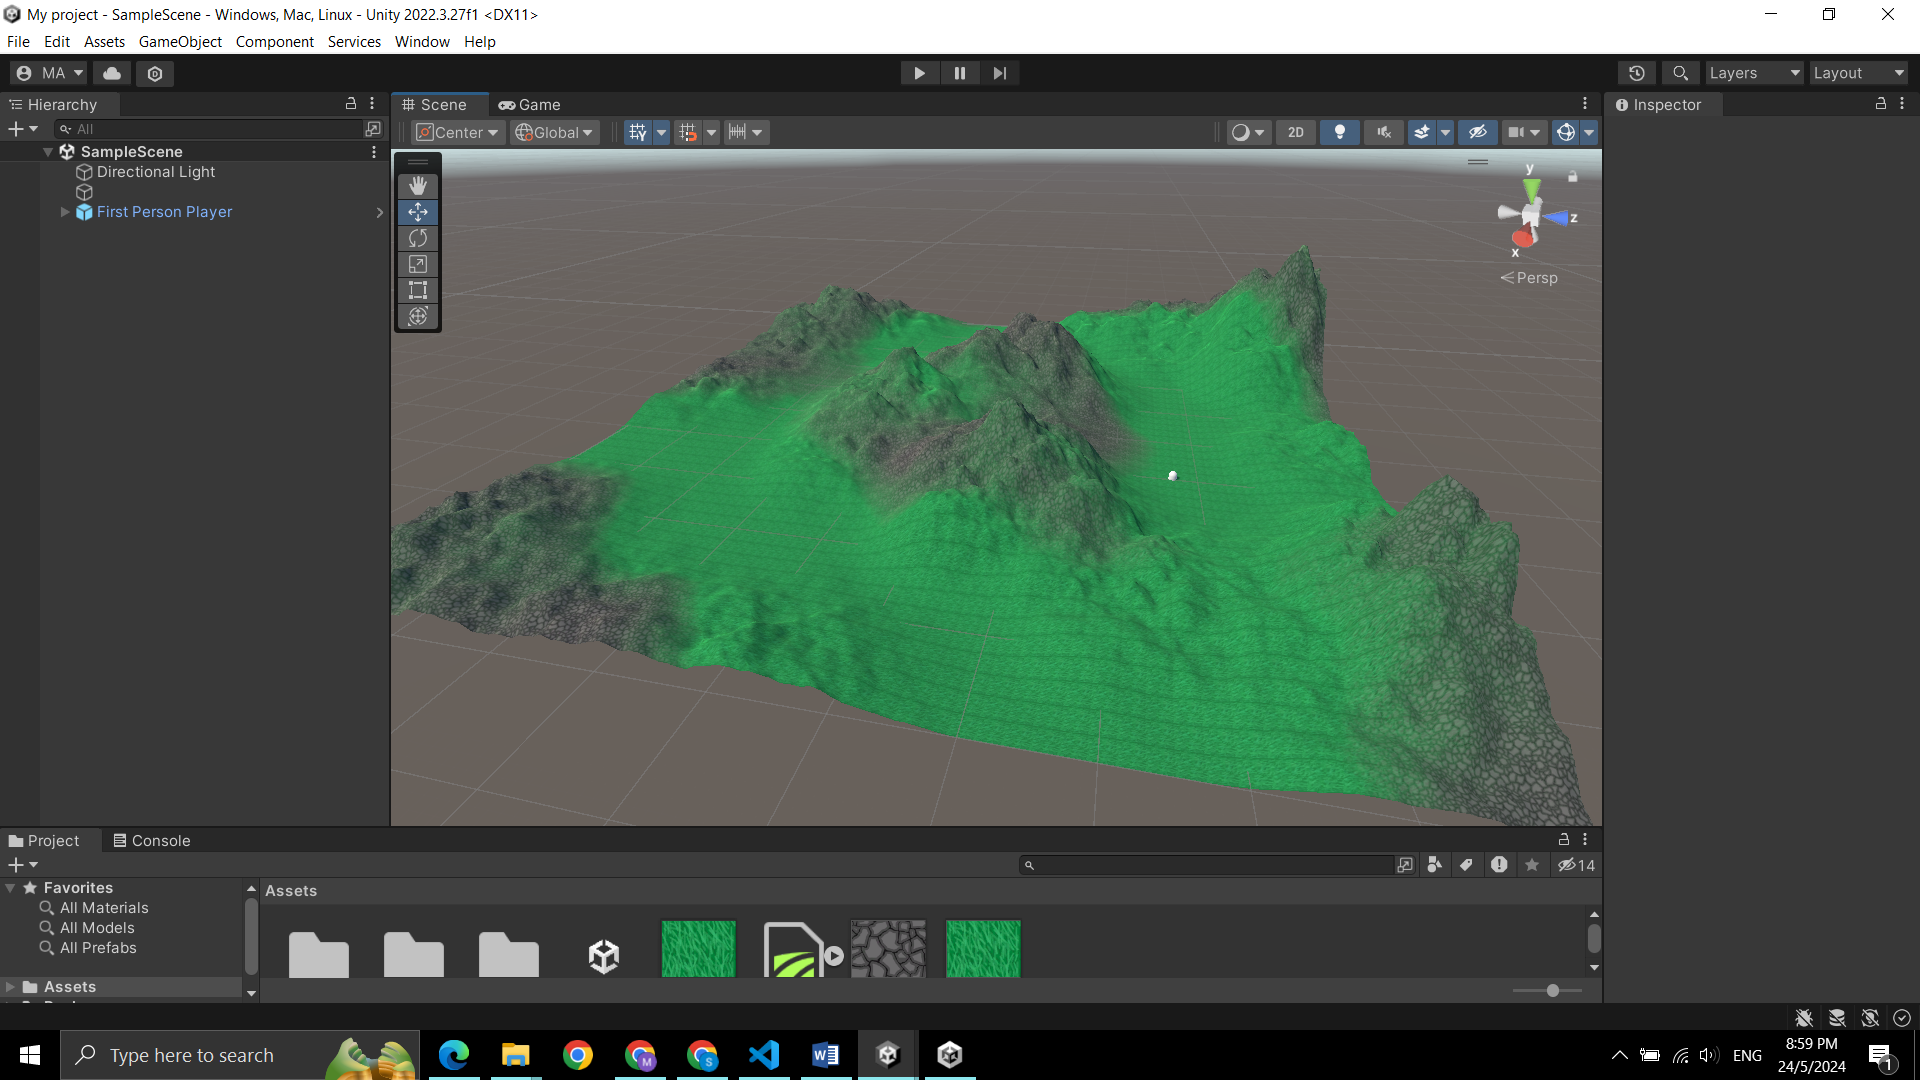 My project - SampleScene - Windows, Mac, Linux - Unity 2022.3.27f1 <DX11>
File Edit Assets GameObject Component Services Window Help
MA
Layers
Layout
Hierarchy
Scene
Game
Inspector
All
Center
Global
2D
SampleScene
Directional Light
First Person Player
y
z
x
Persp
Project
Console
14
Favorites
All Materials
All Models
All Prefabs
Assets
Assets
Type here to search
M
S
ENG
8:59 PM
24/5/2024
1